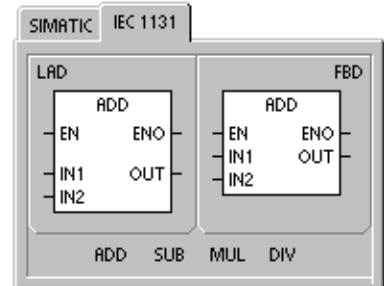 SIMATIC IEC 1131
LAD FBD
ADD ADD
EN ENO EN ENO
IN1 OUT IN1 OUT
IN2 IN2
ADD SUB MUL DIV